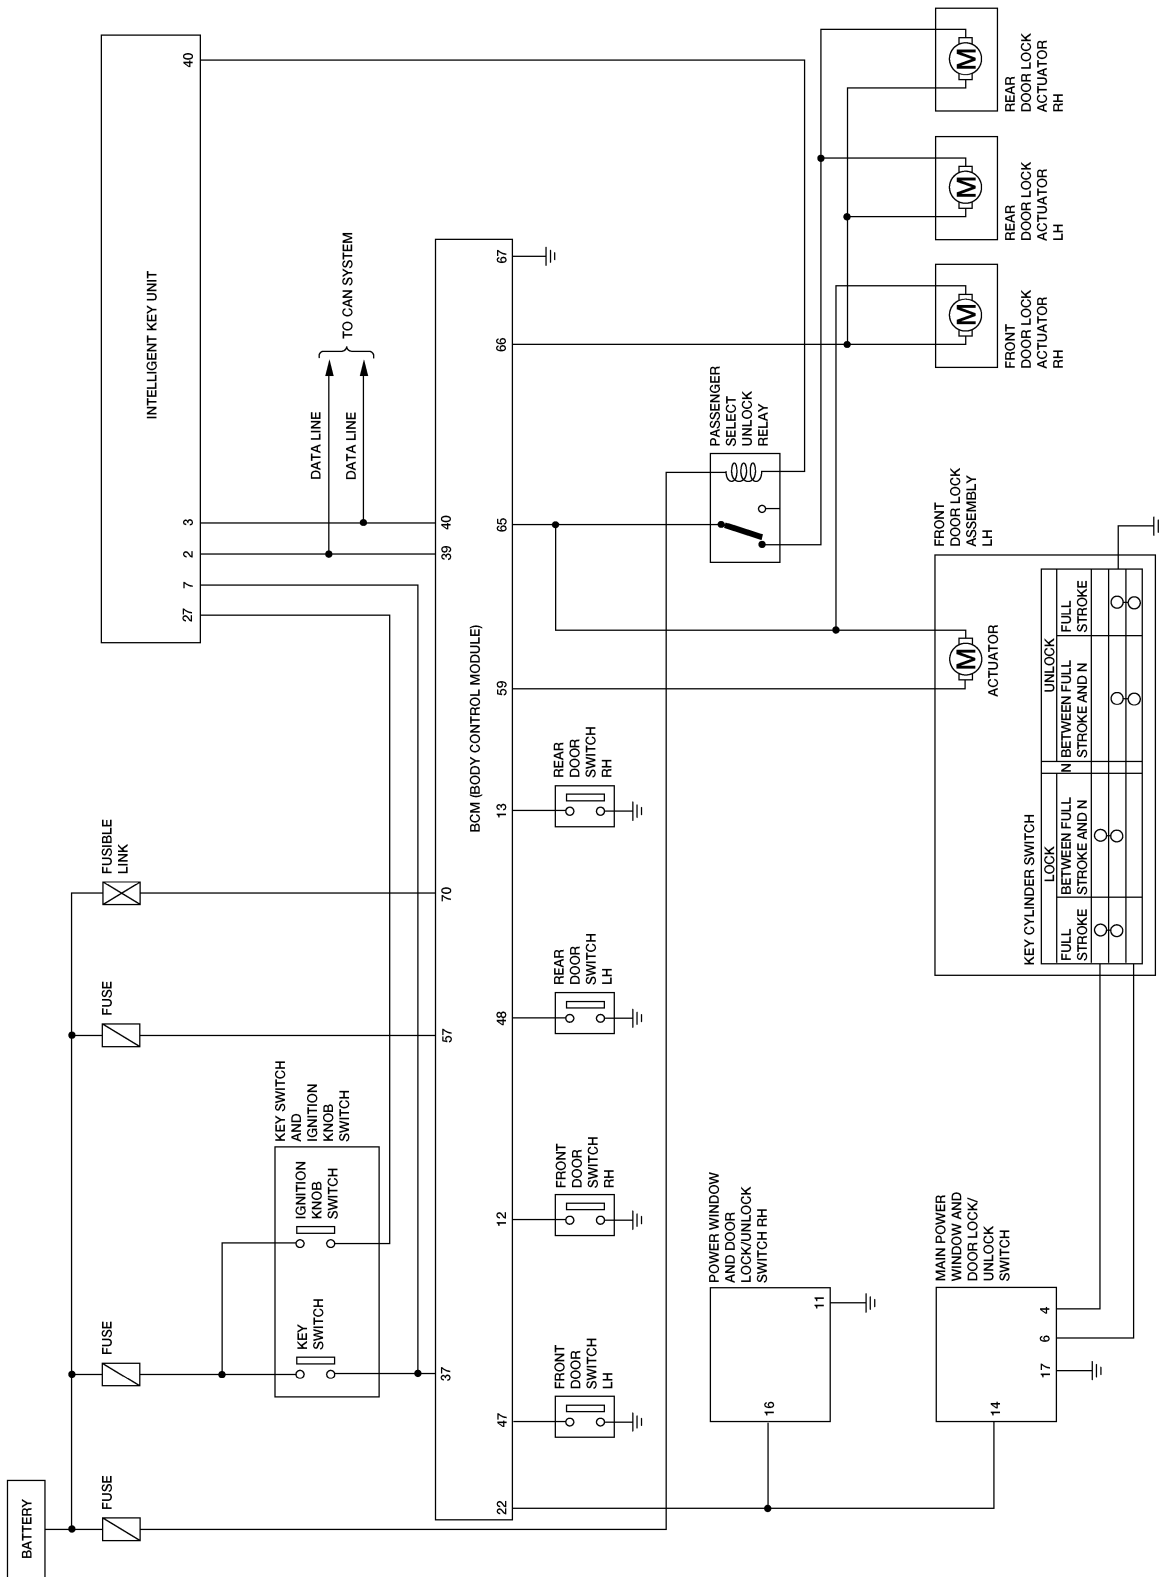 BATTERY
FUSE
FUSE
FUSE
FUSIBLE
LINK
INTELLIGENT KEY UNIT
27
7
2
3
40
KEY SWITCH
AND
IGNITION
KNOB
SWITCH
KEY
SWITCH
IGNITION
KNOB
SWITCH
DATA LINE
DATA LINE
TO CAN SYSTEM
37
57
70
39
40
BCM (BODY CONTROL MODULE)
22
47
12
48
13
59
65
66
67
FRONT
DOOR
SWITCH
LH
FRONT
DOOR
SWITCH
RH
REAR
DOOR
SWITCH
LH
REAR
DOOR
SWITCH
RH
PASSENGER
SELECT
UNLOCK
RELAY
POWER WINDOW
AND DOOR
LOCK/UNLOCK
SWITCH RH
16
11
MAIN POWER
WINDOW AND
DOOR LOCK/
UNLOCK
SWITCH
14
17
6
4
FRONT
DOOR LOCK
ASSEMBLY
LH
ACTUATOR
KEY CYLINDER SWITCH
LOCK
N
UNLOCK
FULL
STROKE
BETWEEN FULL
STROKE AND N
BETWEEN FULL
STROKE AND N
FULL
STROKE
M
M
M
M
FRONT
DOOR LOCK
ACTUATOR
RH
REAR
DOOR LOCK
ACTUATOR
LH
REAR
DOOR LOCK
ACTUATOR
RH